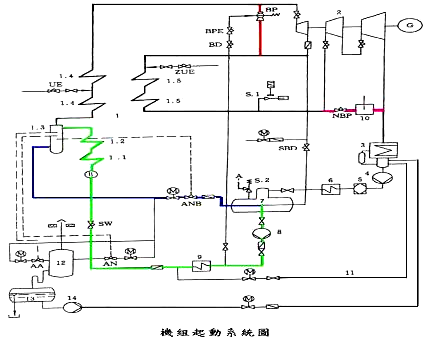 BP
2
G
BPE
BD
1.4
ZUE
1.5
UE
1.4
1.5
S.1
NBP
10
1
1.3
1.2
M
SBD
3
1.1
A
S.2
4
M
ANB
7
6
5
SW
8
M
AA
12
AN
M
9
M
11
13
14
M
機組起動系統圖